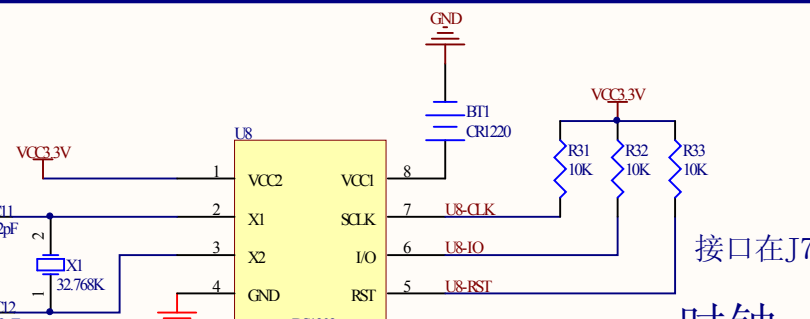 GND
VCC3.3V
BT1
CR1220
U8
VCC3.3V
R31
10K
R32
10K
R33
10K
1
VCC2
VCC1
8
2
X1
SCLK
7
U8-CLK
3
X2
I/O
6
U8-IO
4
GND
RST
5
U8-RST
2
X1
32.768K
1
接口在J7
时钟